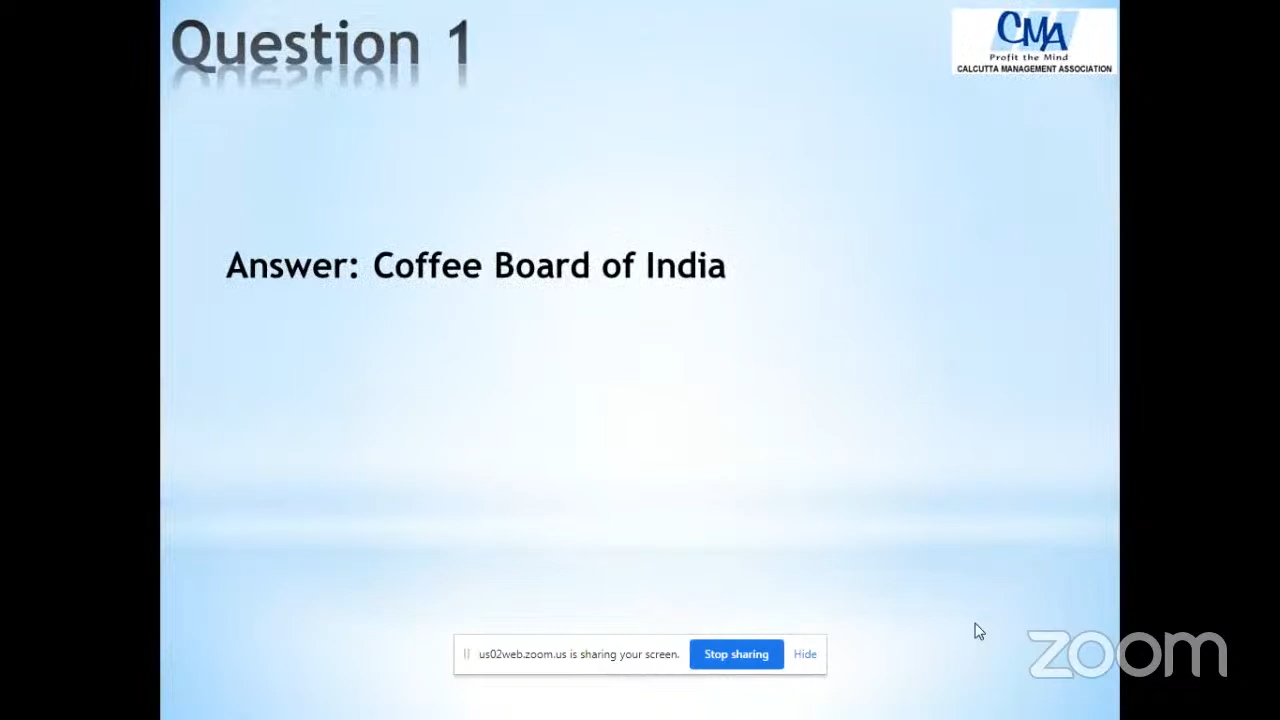 Question 1
CMA
Profit the Mind
CALCUTTA MANAGEMENT ASSOCIATION
Answer: Coffee Board of India
us02web.zoom.us is sharing your screen.
Stop sharing
Hide
zoom